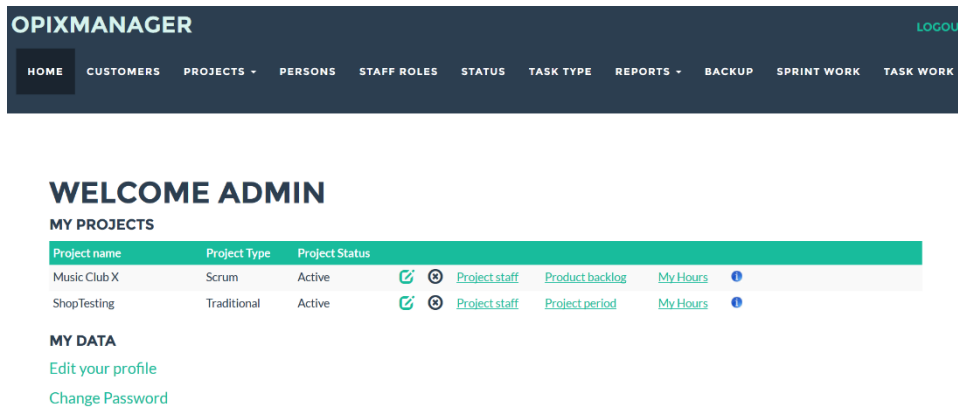 OPIXMANAGER
LOGOU
HOME CUSTOMERS PROJECTS PERSONS STAFF ROLES STATUS TASK TYPE REPORTS BACKUP SPRINT WORK TASK WORK
WELCOME ADMIN
MY PROJECTS
Project name Project Type Project Status
Music Club X Scrum Active Project staff Product backlog My Hours
ShopTesting Traditional Active Project staff Project period My Hours
MY DATA
Edit your profile
Change Password